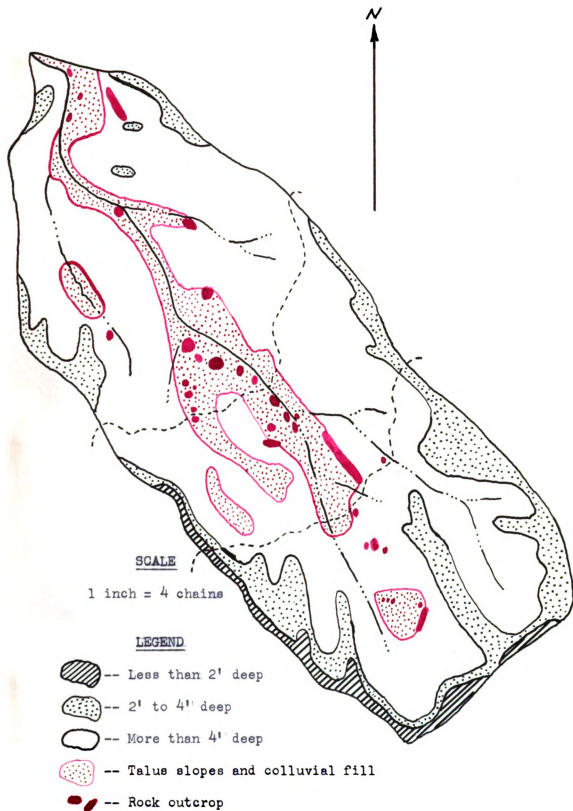 N
SCALE
1 inch = 4 chains
LEGEND
-- Less than 2' deep
-- 2' to 4' deep
-- More than 4' deep
-- Talus slopes and colluvial fill
-- Rock outcrop